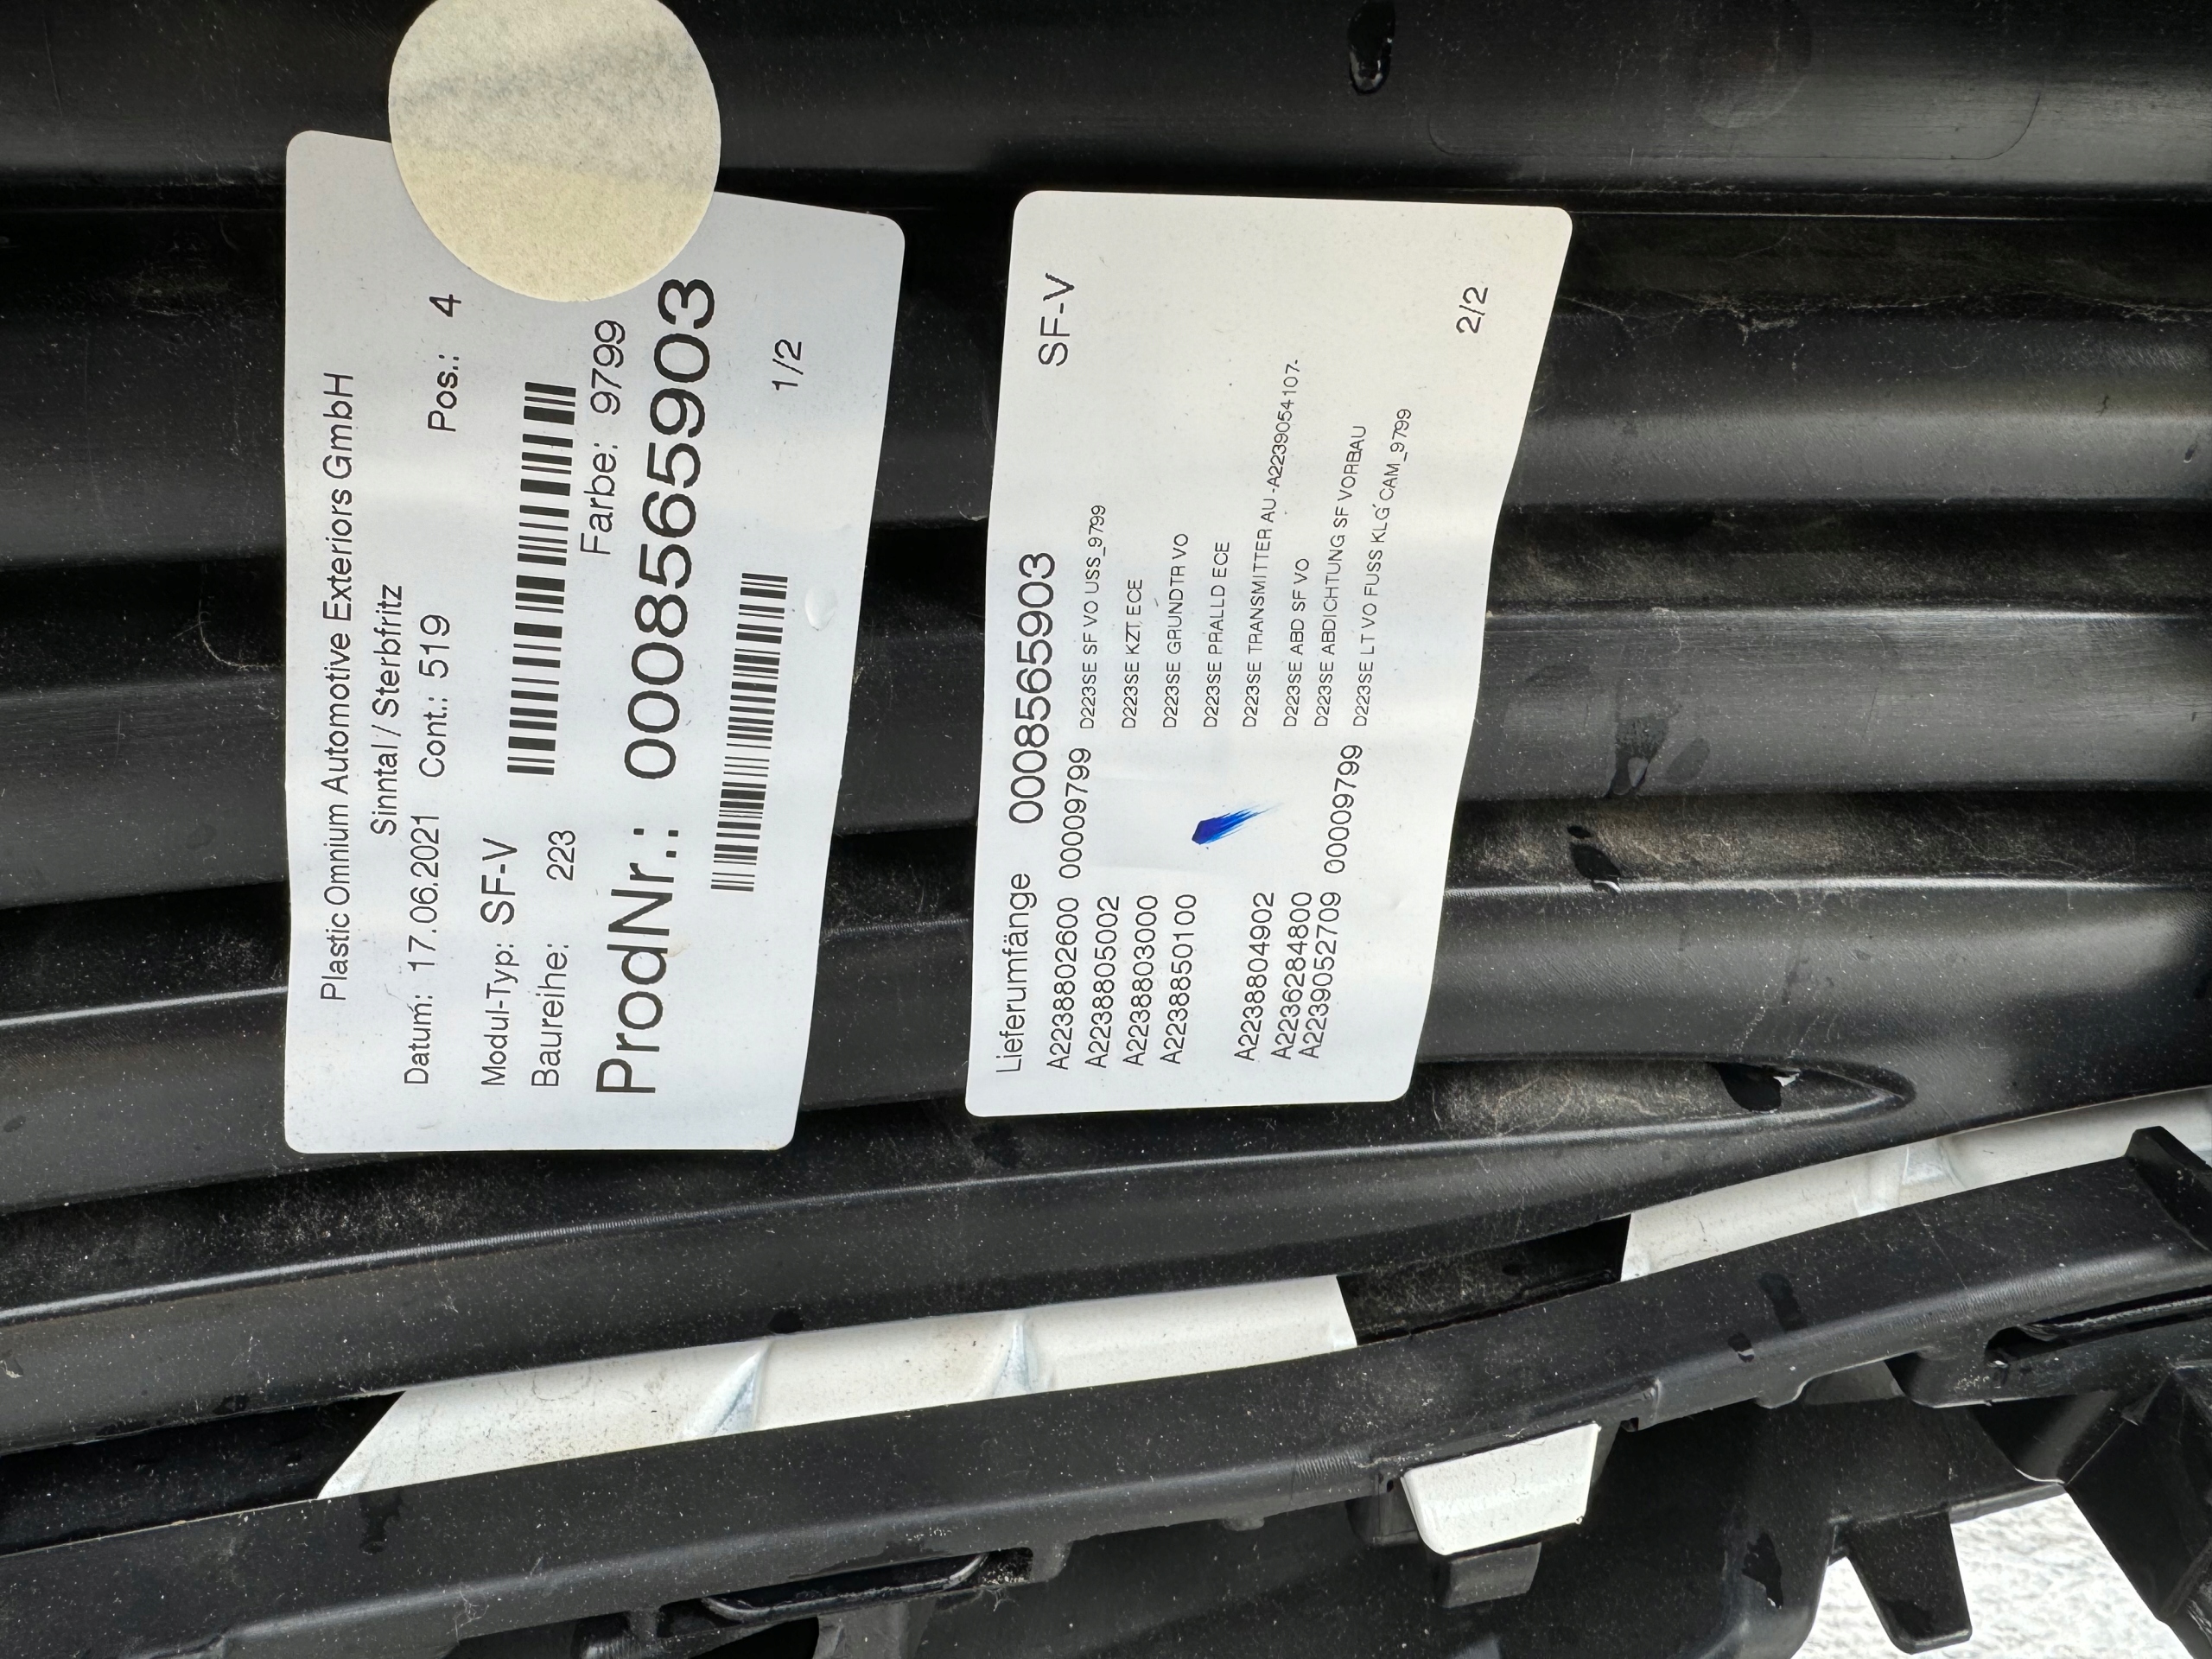 Plastic Omnium Automotive Exteriors GmbH
Sinntal / Sterbfritz
Datum: 17.06.2021 Cont.: 519 Pos.: 4
Modul-Typ: SF-V
Baureihe: 223 Farbe: 9799
ProdNr.: 0008565903
1/2
Lieferumfänge 0008565903 SF-V
A2238802600 00009799 D223SE SF VO USS_9799
A2238805002 D223SE KZT ECE
A2238803000 D223SE GRUNDTR VO
A2238850100 D223SE PPALLD ECE
D223SE TRANSMITTER AU -A2239054107-
A2238804902 D223SE ABD SF VO
A2236284800 D223SE ABDICHTUNG SF VORBAU
A2239052709 00009799 D223SE LT VO FUSS KLG CAM_9799
2/2